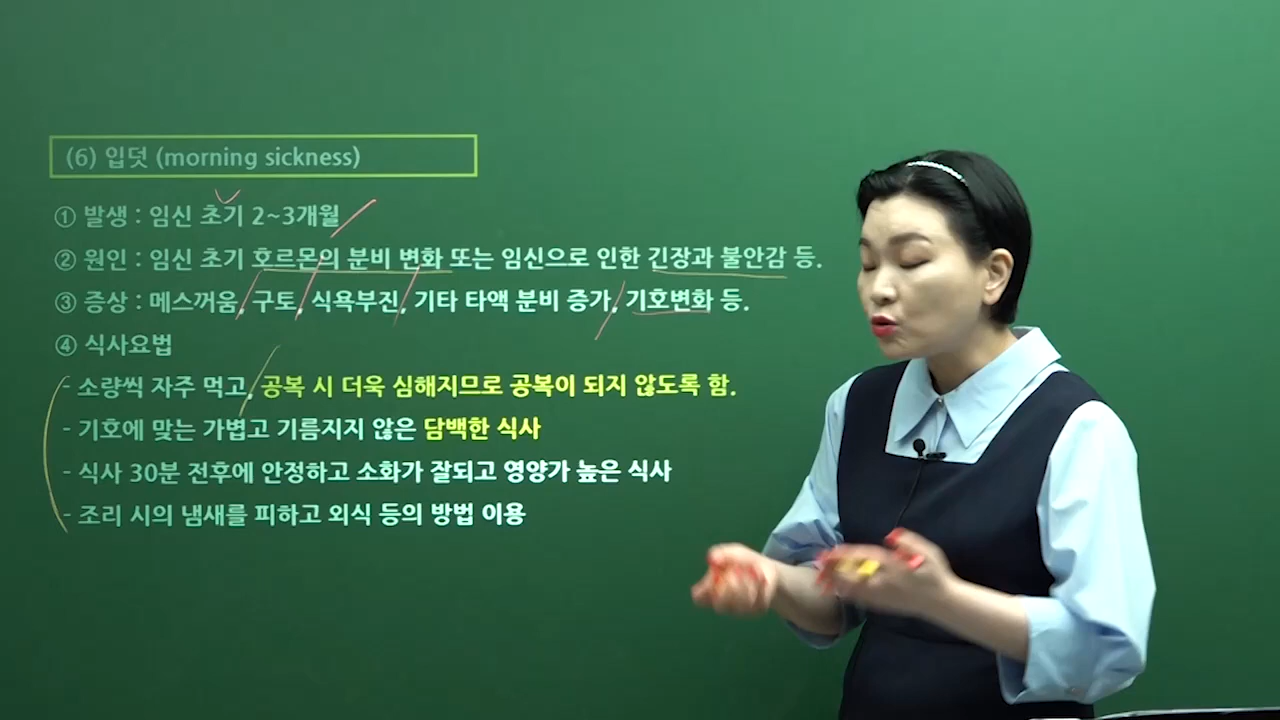 (6) 입덧 (morning sickness)
① 발생 : 임신 초기 2~3개월
② 원인 : 임신 초기 호르몬의 분비 변화 또는 임신으로 인한 긴장과 불안감 등.
③ 증상 : 메스꺼움, 구토, 식욕부진, 기타 타액 분비 증가, 기호변화 등.
④ 식사요법
- 소량씩 자주 먹고, 공복 시 더욱 심해지므로 공복이 되지 않도록 함.
- 기호에 맞는 가볍고 기름지지 않은 담백한 식사
- 식사 30분 전후에 안정하고 소화가 잘되고 영양가 높은 식사
- 조리 시의 냄새를 피하고 외식 등의 방법 이용